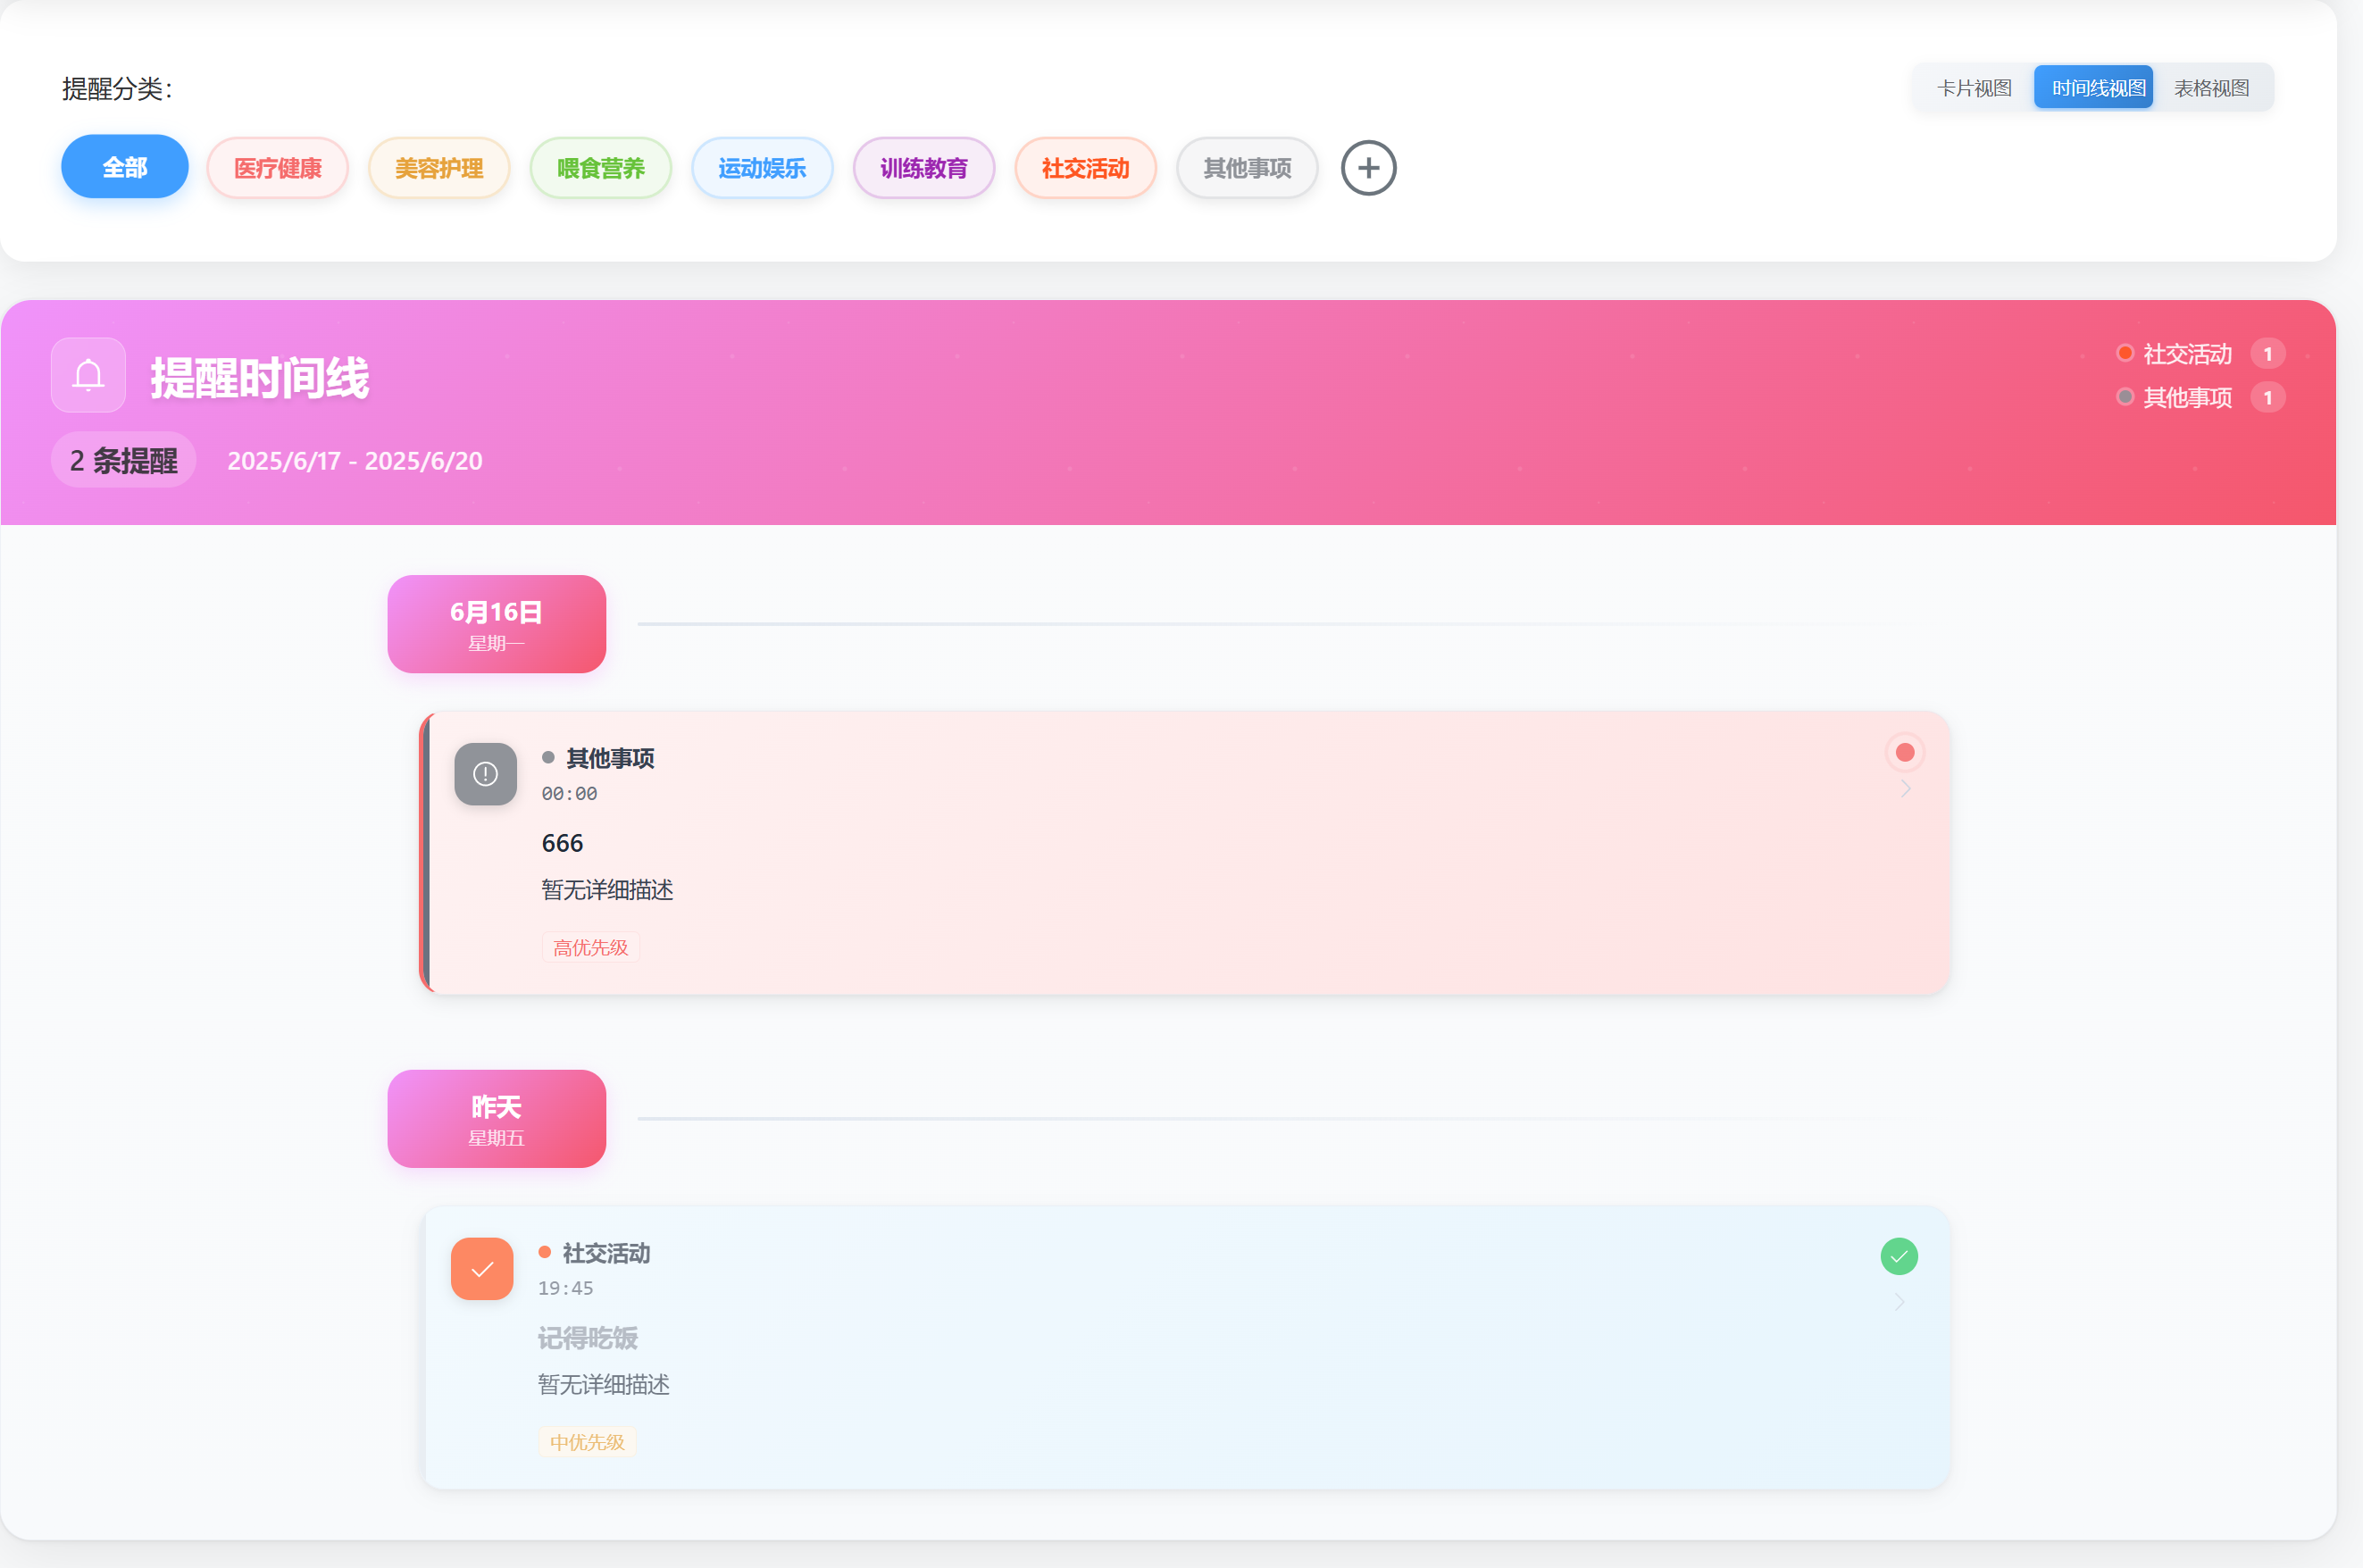 提醒分类：
卡片视图 时间线视图 表格视图
全部 医疗健康 美容护理 喂食营养 运动娱乐 训练教育 社交活动 其他事项
提醒时间线
社交活动 1
其他事项 1
2 条提醒 2025/6/17 - 2025/6/20
6月16日
星期一
其他事项
00:00
666
暂无详细描述
高优先级
昨天
星期五
社交活动
19:45
记得吃饭
暂无详细描述
中优先级